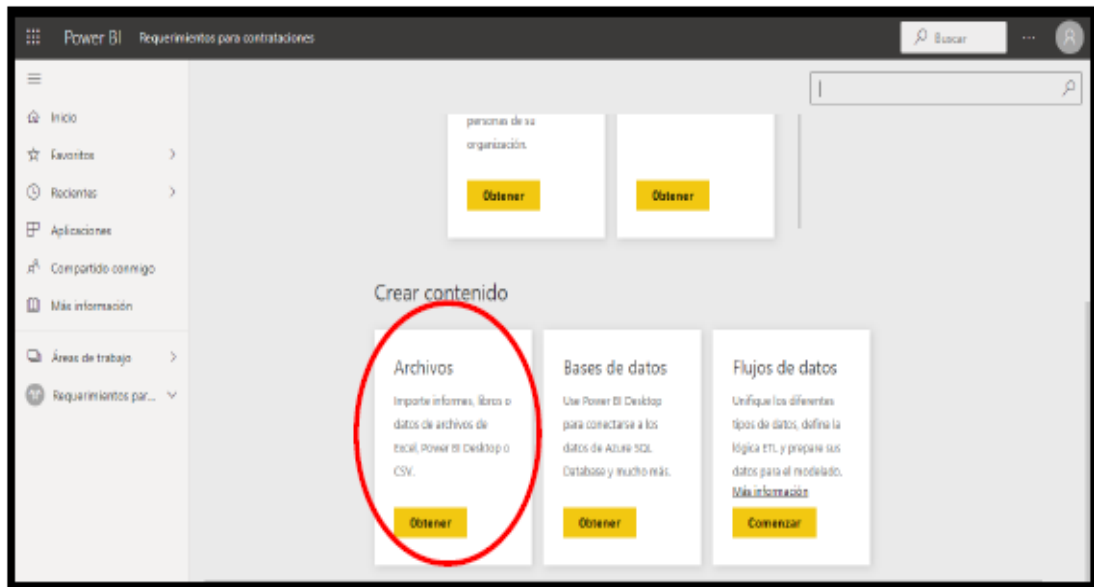 Power BI Requerimientos para contrataciones
Buscar
Inicio
Favoritos
Recientes
Aplicaciones
Compartido conmigo
Más información
Áreas de trabajo
Requerimientos par...
personas de su
organización.
Obtener
Obtener
Crear contenido
Archivos
Importe informes, libros o
datos de archivos de
Excel, Power BI Desktop o
CSV.
Obtener
Bases de datos
Use Power BI Desktop
para conectarse a los
datos de Azure SQL
Database y mucho más.
Obtener
Flujos de datos
Unifique los diferentes
tipos de datos, defina la
lógica ETL y prepare sus
datos para el modelado.
Más información
Comenzar